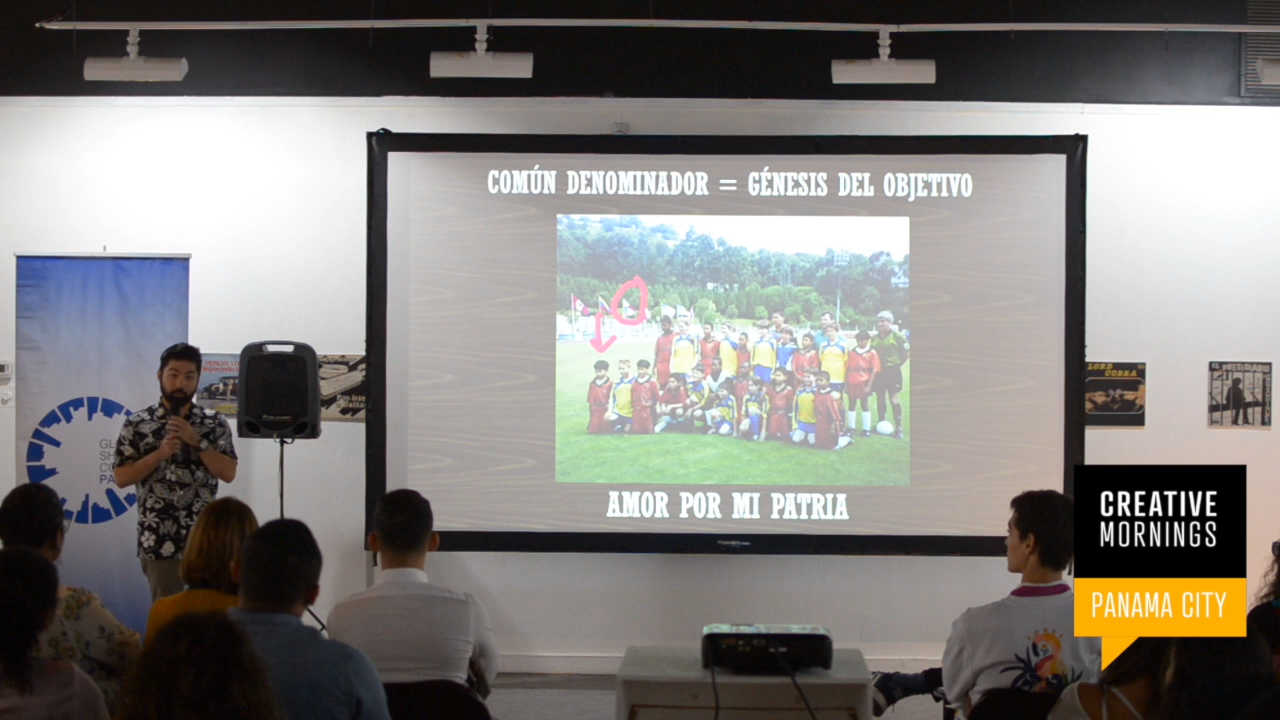 COMÚN DENOMINADOR = GÉNESIS DEL OBJETIVO
AMOR POR MI PATRIA
LORD
COBRA
EL PRESIDIARIO
CREATIVE
MORNINGS
PANAMA CITY